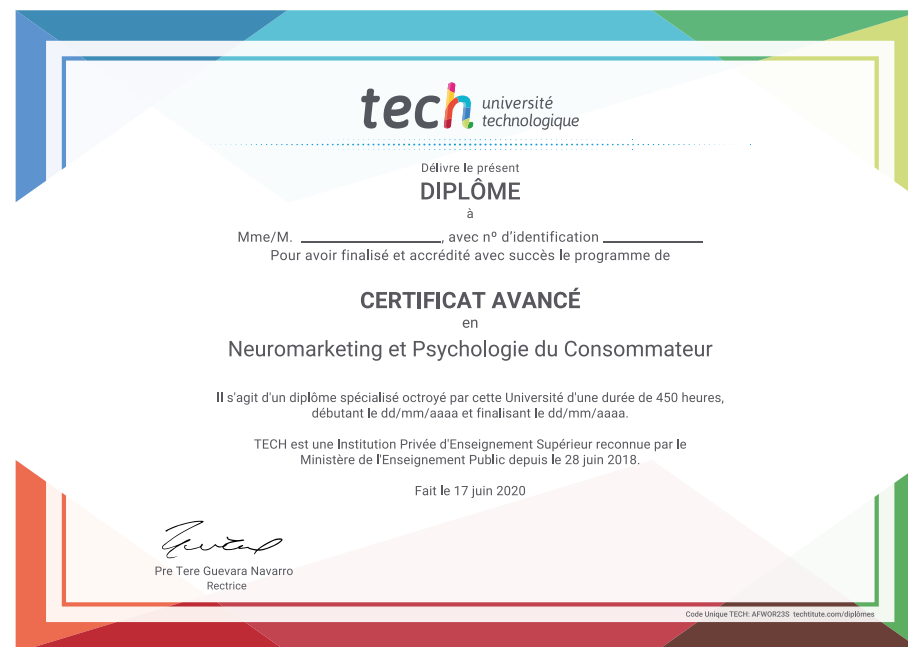 tech université
technologique
Délivre le présent
DIPLÔME
à
Mme/M. ____________________, avec nº d'identification ______________
Pour avoir finalisé et accrédité avec succès le programme de
CERTIFICAT AVANCÉ
en
Neuromarketing et Psychologie du Consommateur
Il s'agit d'un diplôme spécialisé octroyé par cette Université d'une durée de 450 heures,
débutant le dd/mm/aaaa et finalisant le dd/mm/aaaa.
TECH est une Institution Privée d'Enseignement Supérieur reconnue par le
Ministère de l'Enseignement Public depuis le 28 juin 2018.
Fait le 17 juin 2020
Pre Tere Guevara Navarro
Rectrice
Code Unique TECH: AFWOR23S techtitute.com/diplômes